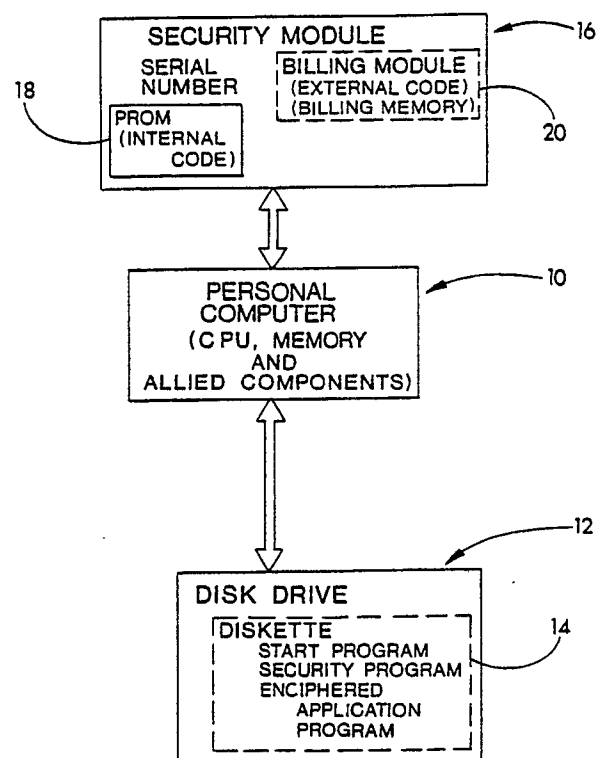 SECURITY MODULE
16
SERIAL
NUMBER
BILLING MODULE
(EXTERNAL CODE)
(BILLING MEMORY)
20
18
PROM
(INTERNAL
CODE)
PERSONAL
COMPUTER
(CPU, MEMORY
AND
ALLIED COMPONENTS)
10
12
DISK DRIVE
DISKETTE
START PROGRAM
SECURITY PROGRAM
ENCIPHERED
APPLICATION
PROGRAM
14